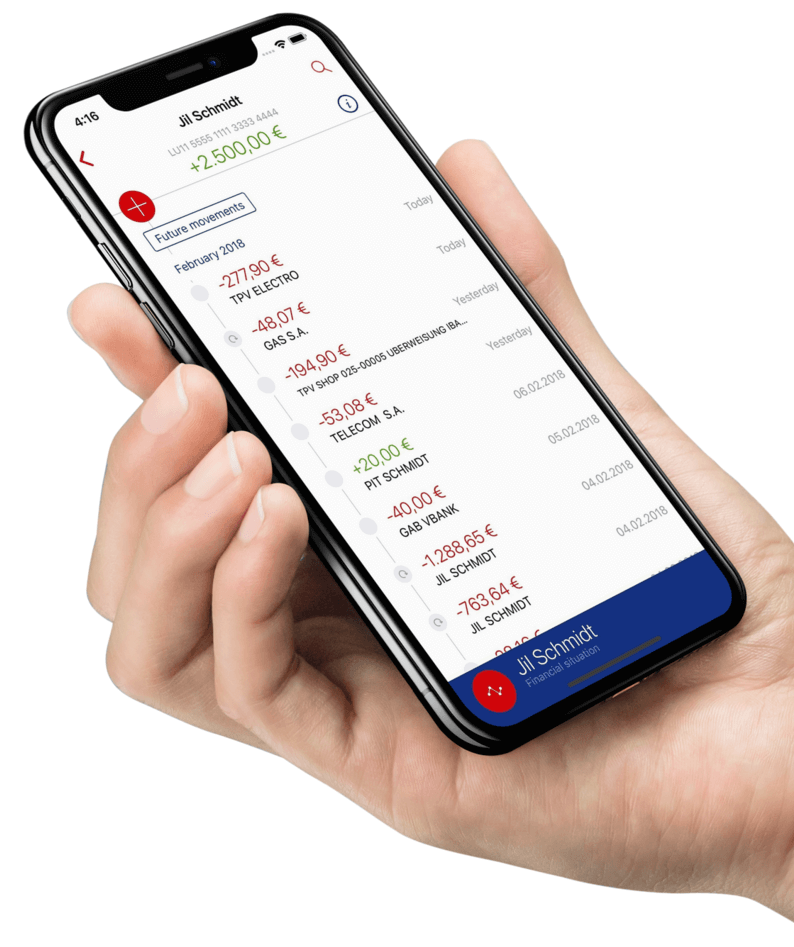 4:16
Jil Schmidt
LU11 5555 1111 3333 4444
+2.500,00 €
Future movements
February 2018
-277,90 €
Today
TPV ELECTRO
-48,07 €
Today
GAS S.A.
-194,90 €
Yesterday
TPV SHOP 025-00005 UBERWEISUNG IBA...
-53,08 €
Yesterday
TELECOM S.A.
+20,00 €
06.02.2018
PIT SCHMIDT
-40,00 €
05.02.2018
GAB VBANK
-1.288,65 €
04.02.2018
JIL SCHMIDT
-763,64 €
04.02.2018
JIL SCHMIDT
Jil Schmidt
Financial situation